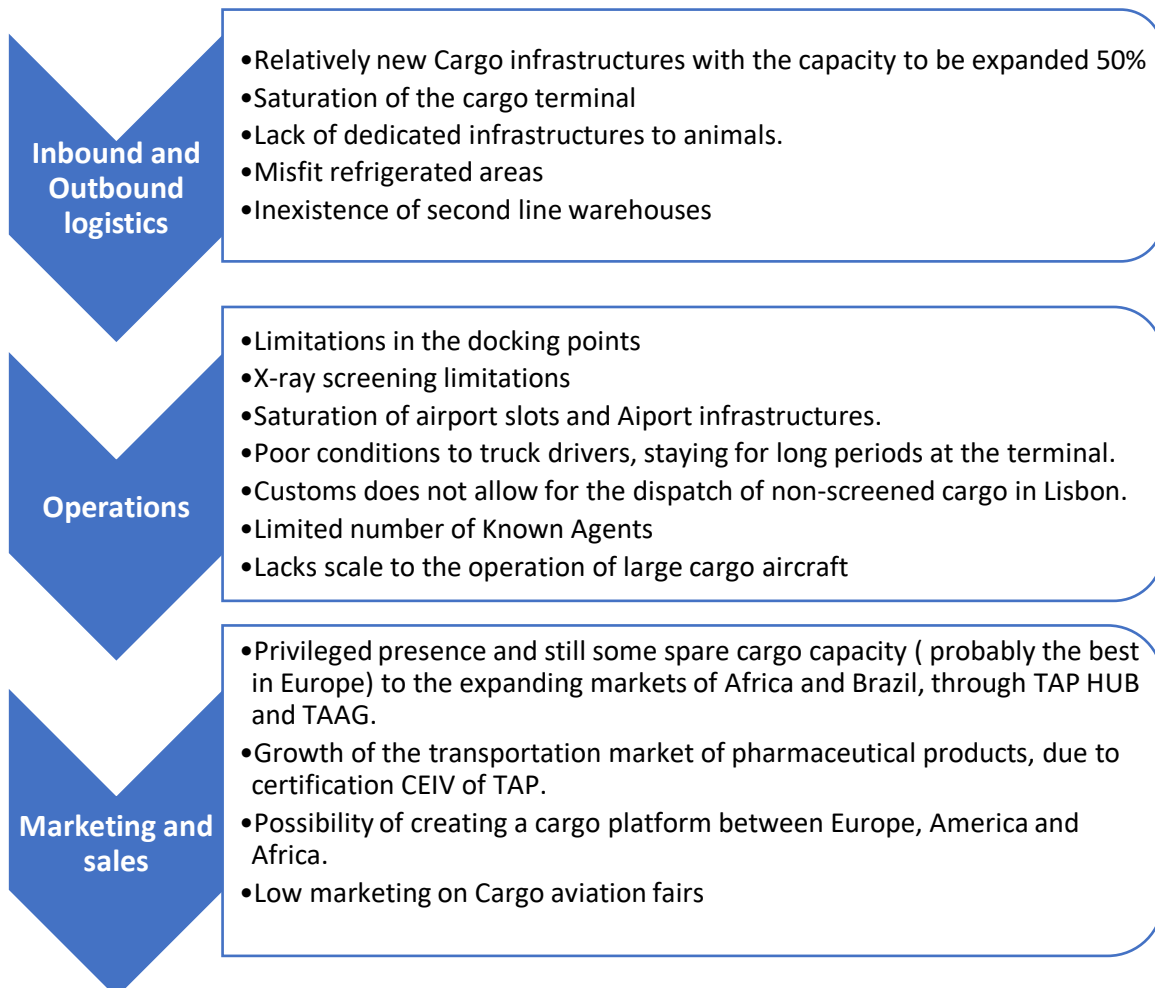 Inbound and
Outbound
logistics
•Relatively new Cargo infrastructures with the capacity to be expanded 50%
•Saturation of the cargo terminal
•Lack of dedicated infrastructures to animals.
•Misfit refrigerated areas
•Inexistence of second line warehouses
Operations
•Limitations in the docking points
•X-ray screening limitations
•Saturation of airport slots and Aiport infrastructures.
•Poor conditions to truck drivers, staying for long periods at the terminal.
•Customs does not allow for the dispatch of non-screened cargo in Lisbon.
•Limited number of Known Agents
•Lacks scale to the operation of large cargo aircraft
Marketing and
sales
•Privileged presence and still some spare cargo capacity ( probably the best
in Europe) to the expanding markets of Africa and Brazil, through TAP HUB
and TAAG.
•Growth of the transportation market of pharmaceutical products, due to
certification CEIV of TAP.
•Possibility of creating a cargo platform between Europe, America and
Africa.
•Low marketing on Cargo aviation fairs